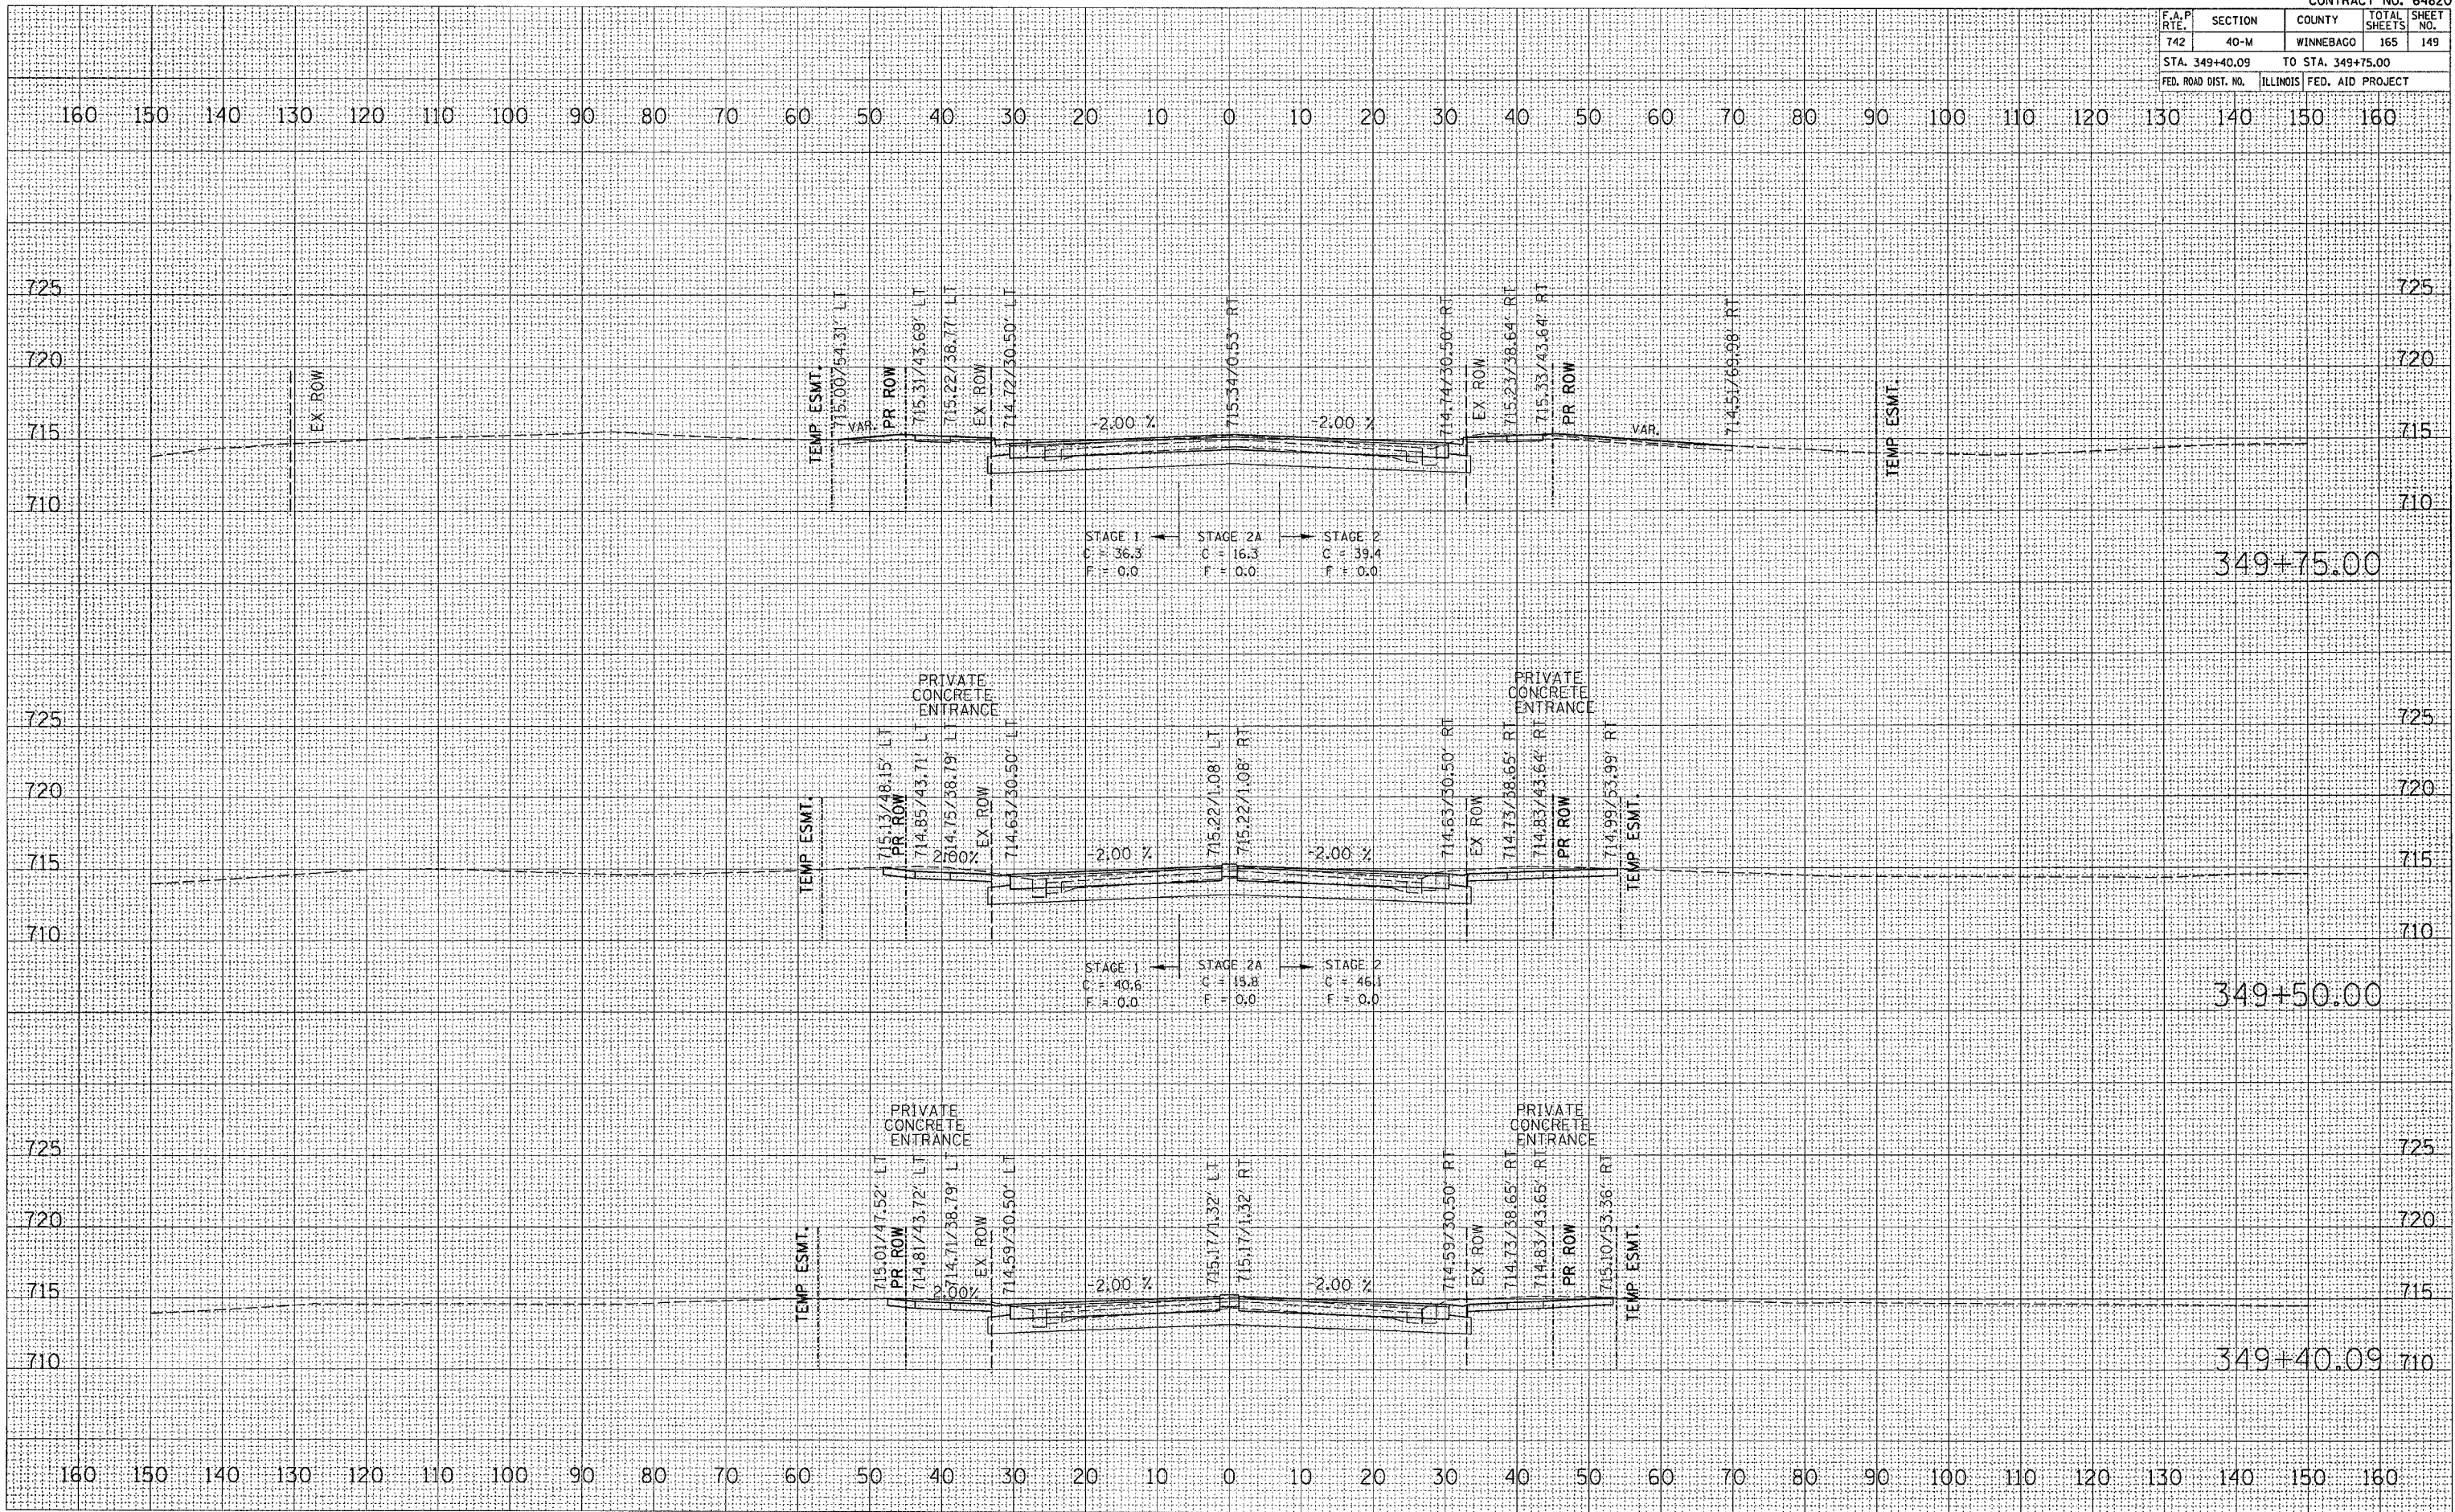 CONTRACT NO. 64620
F.A.P RTE. SECTION COUNTY TOTAL SHEETS SHEET NO.
742 40-M WINNEBAGO 165 149
STA. 349+40.09 TO STA. 349+75.00
FED. ROAD DIST. NO. ILLINOIS FED. AID PROJECT
160 150 140 130 120 110 100 90 80 70 60 50 40 30 20 10 0 10 20 30 40 50 60 70 80 90 100 110 120 130 140 150 160
725 725
720 720
715 715
710 710
EX ROW
TEMP ESMT.
715.00/54.31' LT
VAR.
PR ROW
715.31/43.69' LT
715.22/38.77' LT
EX ROW
714.72/30.50' LT
-2.00 %
715.34/0.53' RT
-2.00 %
714.74/30.50' RT
EX ROW
715.23/38.64' RT
715.33/43.64' RT
PR ROW
VAR.
714.51/69.98' RT
TEMP ESMT.
STAGE 1 STAGE 2A STAGE 2
C = 36.3 C = 16.3 C = 39.4
F = 0.0 F = 0.0 F = 0.0
349+75.00
PRIVATE
CONCRETE
ENTRANCE
PRIVATE
CONCRETE
ENTRANCE
725 725
720 720
715 715
710 710
TEMP ESMT.
715.13/48.15' LT
PR ROW
714.85/43.71' LT
2.00%
714.75/38.79' LT
EX ROW
714.63/30.50' LT
-2.00 %
715.22/1.08' LT
715.22/1.08' RT
-2.00 %
714.63/30.50' RT
EX ROW
714.73/38.65' RT
714.83/43.64' RT
PR ROW
714.99/53.99' RT
TEMP ESMT.
STAGE 1 STAGE 2A STAGE 2
C = 40.6 C = 15.8 C = 46.1
F = 0.0 F = 0.0 F = 0.0
349+50.00
PRIVATE
CONCRETE
ENTRANCE
PRIVATE
CONCRETE
ENTRANCE
725 725
720 720
715 715
710 710
TEMP ESMT.
715.01/47.52' LT
PR ROW
714.81/43.72' LT
2.00%
714.71/38.79' LT
EX ROW
714.59/30.50' LT
-2.00 %
715.17/1.32' LT
715.17/1.32' RT
-2.00 %
714.59/30.50' RT
EX ROW
714.73/38.65' RT
714.83/43.65' RT
PR ROW
715.10/53.36' RT
TEMP ESMT.
349+40.09
160 150 140 130 120 110 100 90 80 70 60 50 40 30 20 10 0 10 20 30 40 50 60 70 80 90 100 110 120 130 140 150 160